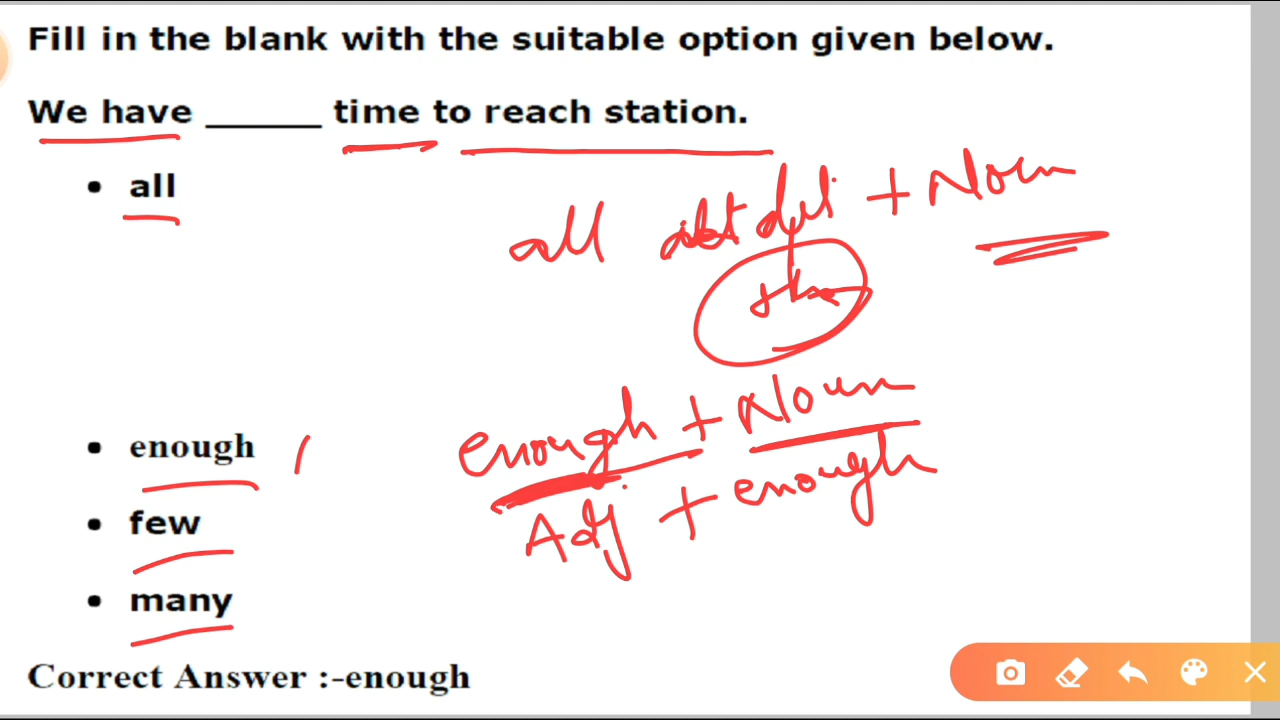 Fill in the blank with the suitable option given below.
We have ______ time to reach station.
• all
all + Noun
the
enough + Noun
• enough
Adj + enough
• few
• many
Correct Answer :-enough